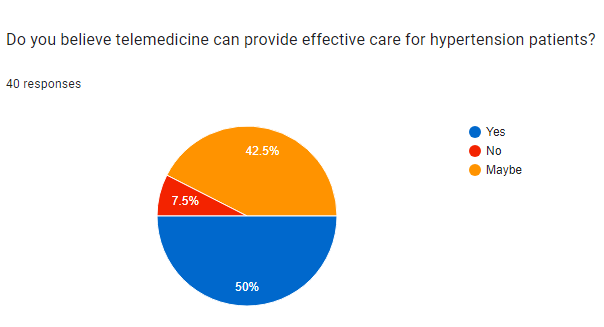 Do you believe telemedicine can provide effective care for hypertension patients?
40 responses
42.5%
7.5%
50%
Yes
No
Maybe